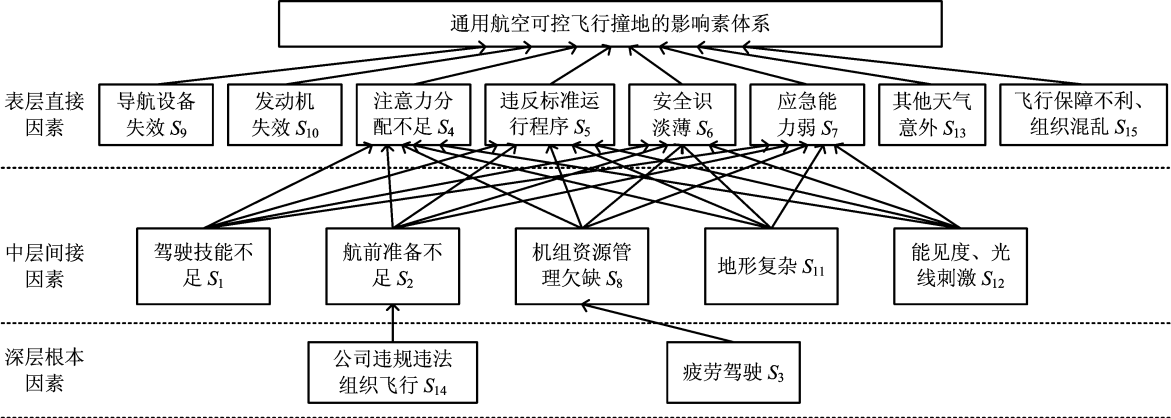 通用航空可控飞行撞地的影响素体系
表层直接
因素
导航设备
失效 S9
发动机
失效 S10
注意力分
配不足 S4
违反标准运
行程序 S5
安全识
淡薄 S6
应急能
力弱 S7
其他天气
意外 S13
飞行保障不利、
组织混乱 S15
中层间接
因素
驾驶技能不
足 S1
航前准备不
足 S2
机组资源管
理欠缺 S8
地形复杂 S11
能见度、光
线刺激 S12
深层根本
因素
公司违规违法
组织飞行 S14
疲劳驾驶 S3